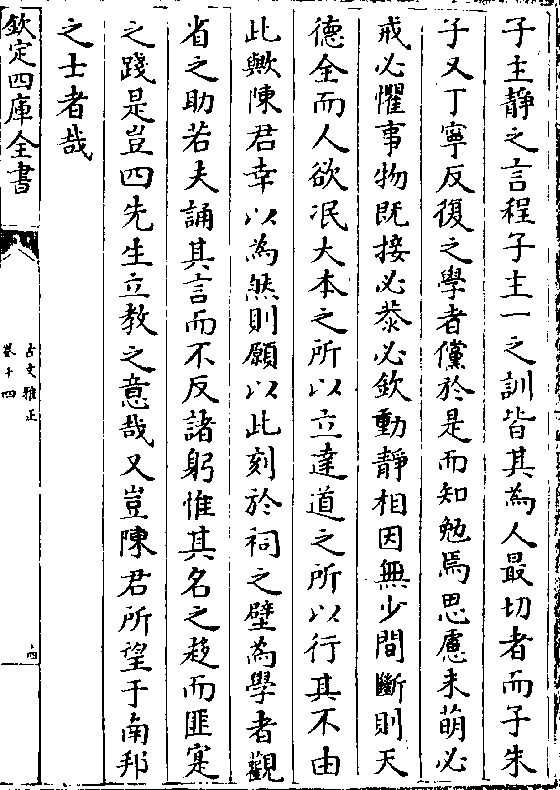 子主靜之言程子主一之訓皆其為人最切者而子朱
子又丁寧反復之學者儻於是而知勉焉思慮未萌必
戒必懼事物既接必恭必欽動靜相因無少間斷則天
德全而人欲冺大本之所以立達道之所以行其不由
此歟陳君幸以為然則願以此刻於祠之壁為學者觀
省之助若夫誦其言而不反諸躬惟其名之趍而匪寔
之踐是豈四先生立教之意哉又豈陳君所望于南邦
之士者哉
欽定四庫全書
古文雅正
卷十四
四